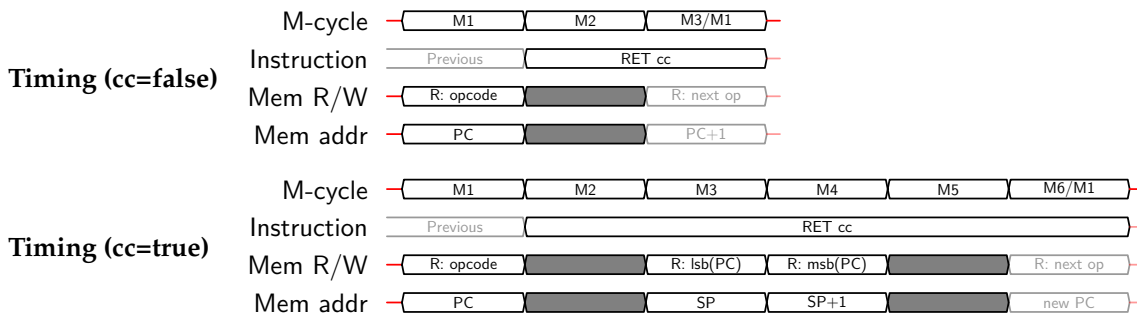 M-cycle M1 M2 M3/M1
Instruction Previous RET cc
Timing (cc=false)
Mem R/W R: opcode R: next op
Mem addr PC PC+1
M-cycle M1 M2 M3 M4 M5 M6/M1
Instruction Previous RET cc
Timing (cc=true)
Mem R/W R: opcode R: lsb(PC) R: msb(PC) R: next op
Mem addr PC SP SP+1 new PC